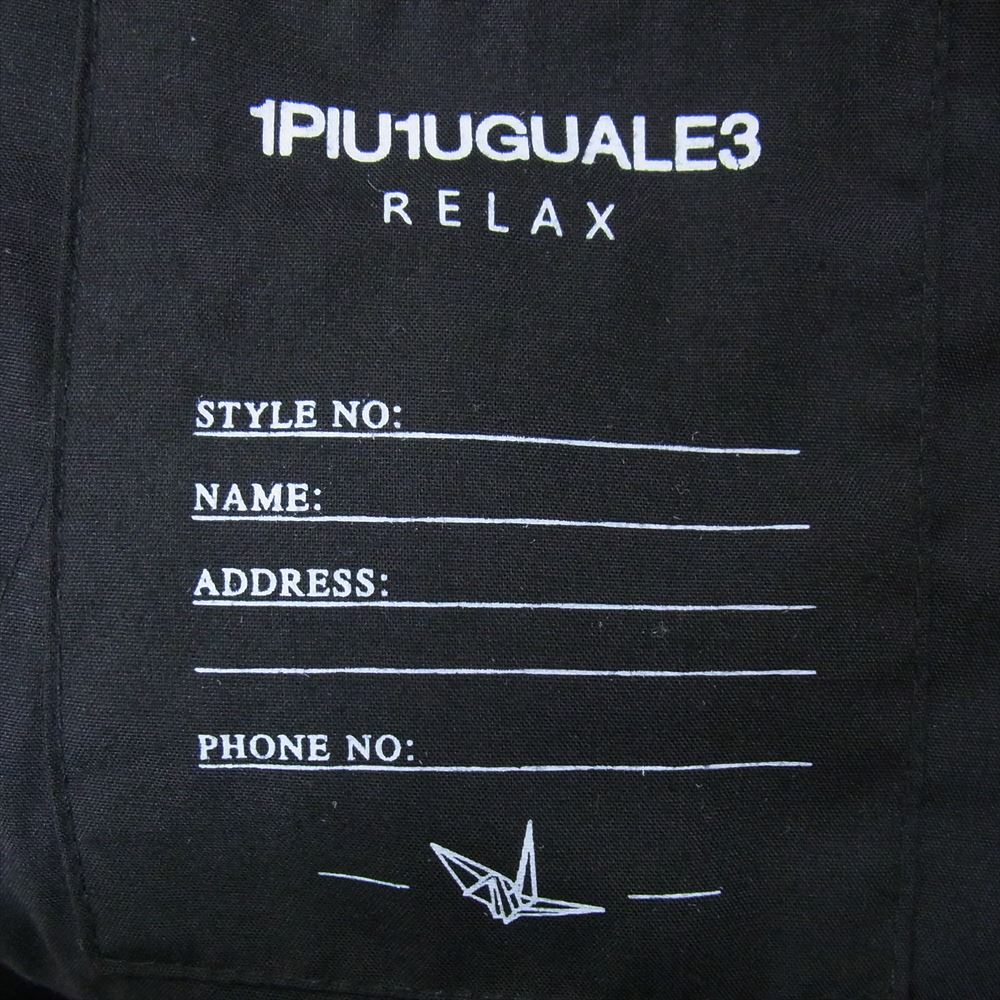 1PIU1UGUALE3
RELAX
STYLE NO:
NAME:
ADDRESS:
PHONE NO: